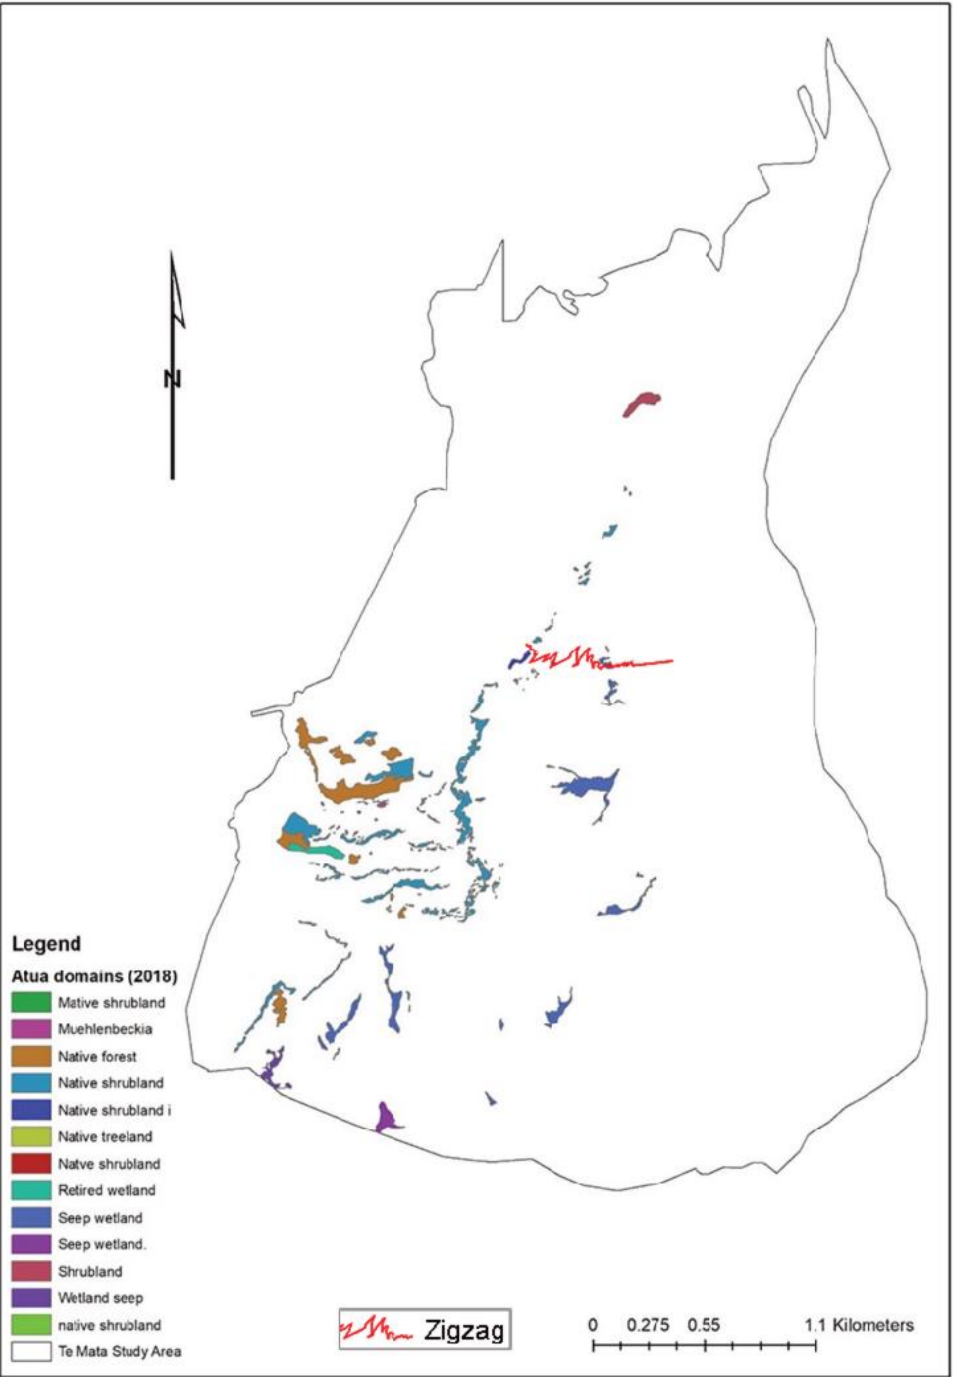 N
Legend
Atua domains (2018)
Mative shrubland
Muehlenbeckia
Native forest
Native shrubland
Native shrubland i
Native treeland
Natve shrubland
Retired wetland
Seep wetland
Seep wetland.
Shrubland
Wetland seep
native shrubland
Te Mata Study Area
Zigzag
0 0.275 0.55 1.1 Kilometers